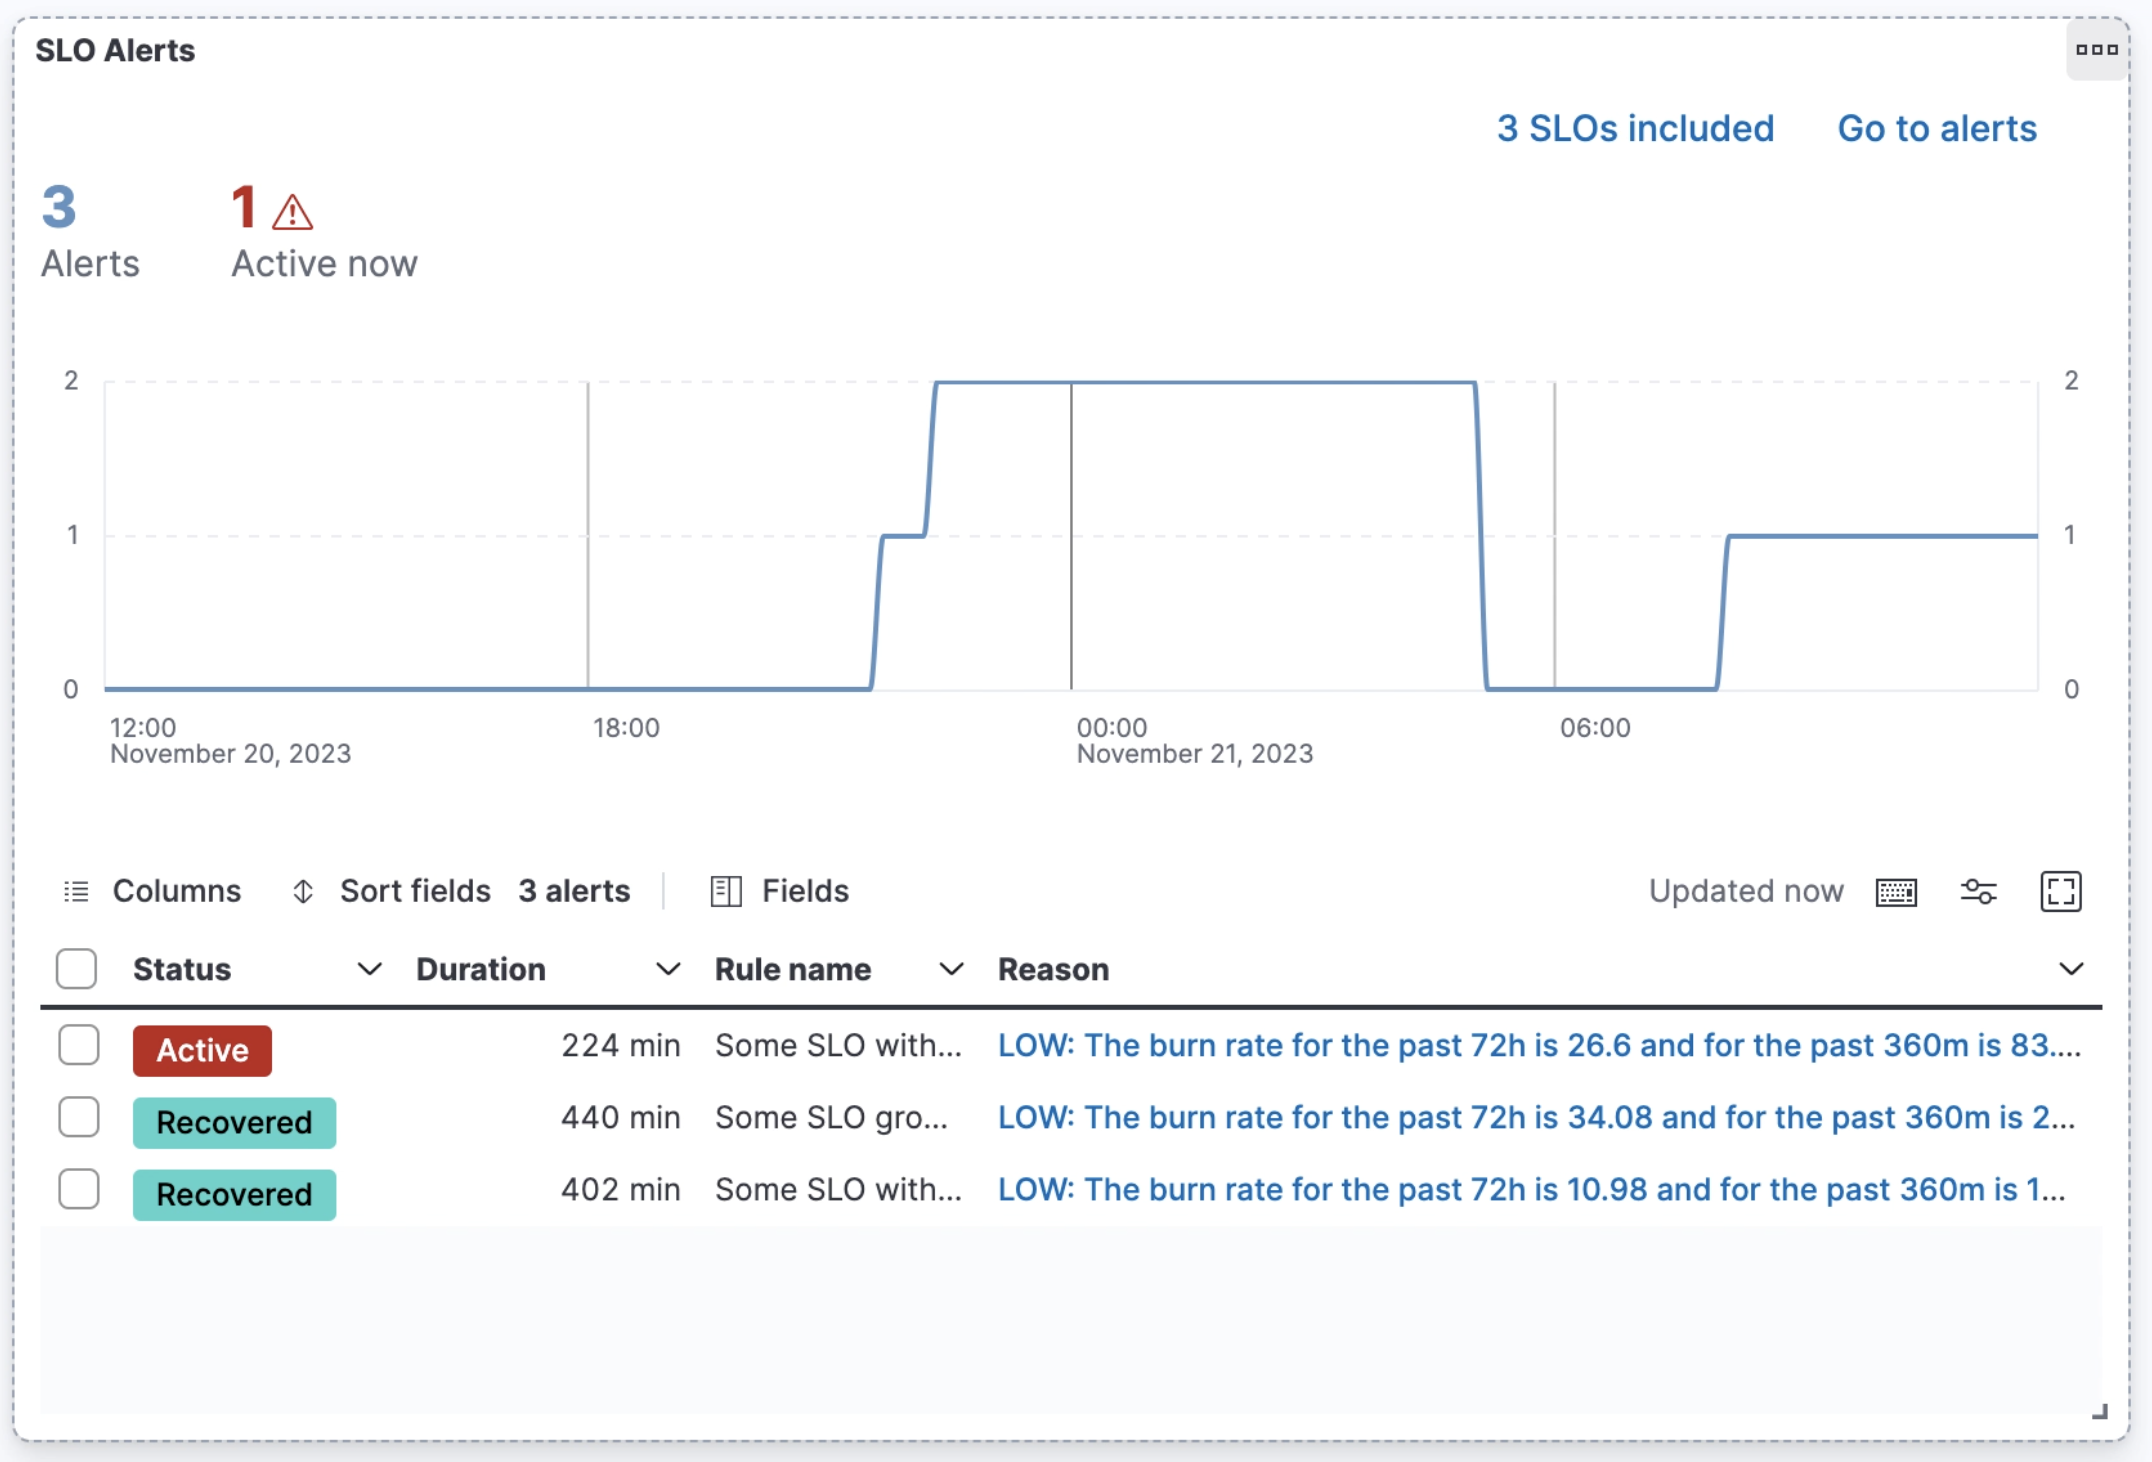 SLO Alerts
3 SLOs included Go to alerts
3 1
Alerts Active now
2 2
1 1
0 0
12:00 18:00 00:00 06:00
November 20, 2023 November 21, 2023
Columns Sort fields 3 alerts Fields Updated now
Status Duration Rule name Reason
Active 224 min Some SLO with... LOW: The burn rate for the past 72h is 26.6 and for the past 360m is 83....
Recovered 440 min Some SLO gro... LOW: The burn rate for the past 72h is 34.08 and for the past 360m is 2...
Recovered 402 min Some SLO with... LOW: The burn rate for the past 72h is 10.98 and for the past 360m is 1...